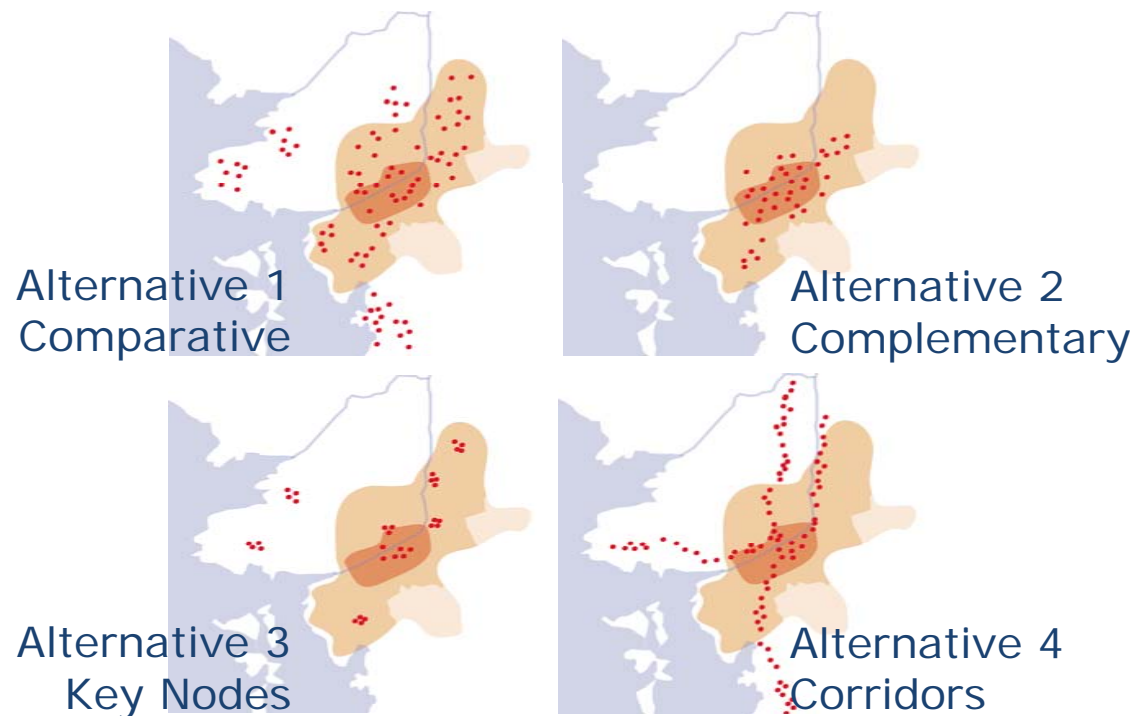 Alternative 1
Comparative
Alternative 2
Complementary
Alternative 3
Key Nodes
Alternative 4
Corridors